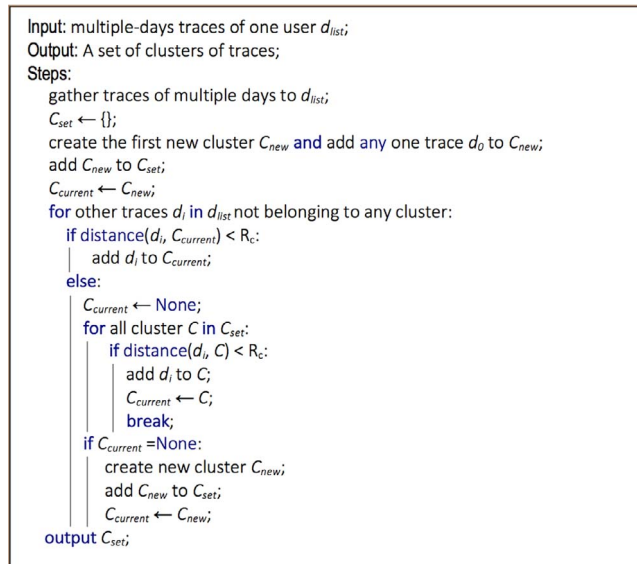 Input: multiple-days traces of one user dlist;
Output: A set of clusters of traces;
Steps:
gather traces of multiple days to dlist;
Cset ← {};
create the first new cluster Cnew and add any one trace d0 to Cnew;
add Cnew to Cset;
Ccurrent ← Cnew;
for other traces di in dlist not belonging to any cluster:
if distance(di, Ccurrent) < Rc:
add di to Ccurrent;
else:
Ccurrent ← None;
for all cluster C in Cset:
if distance(di, C) < Rc:
add di to C;
Ccurrent ← C;
break;
if Ccurrent =None:
create new cluster Cnew;
add Cnew to Cset;
Ccurrent ← Cnew;
output Cset;